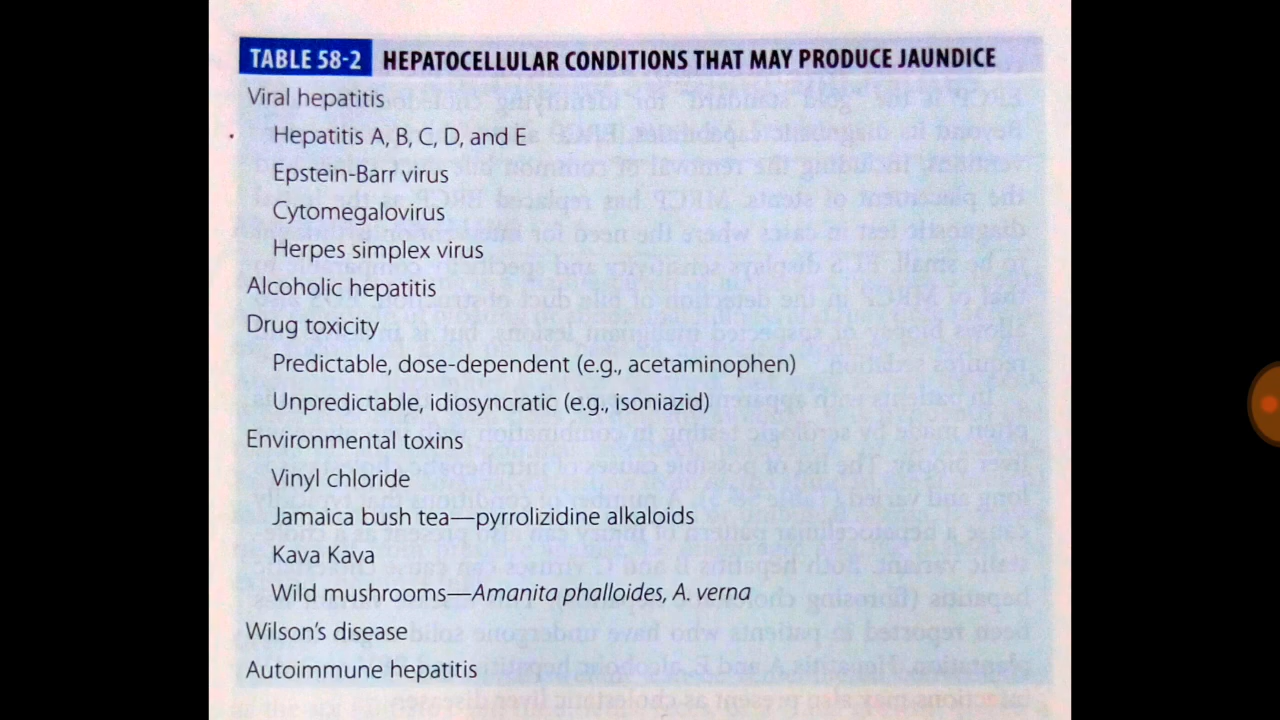 TABLE 58-2 HEPATOCELLULAR CONDITIONS THAT MAY PRODUCE JAUNDICE
Viral hepatitis
Hepatitis A, B, C, D, and E
Epstein-Barr virus
Cytomegalovirus
Herpes simplex virus
Alcoholic hepatitis
Drug toxicity
Predictable, dose-dependent (e.g., acetaminophen)
Unpredictable, idiosyncratic (e.g., isoniazid)
Environmental toxins
Vinyl chloride
Jamaica bush tea—pyrrolizidine alkaloids
Kava Kava
Wild mushrooms—Amanita phalloides, A. verna
Wilson's disease
Autoimmune hepatitis